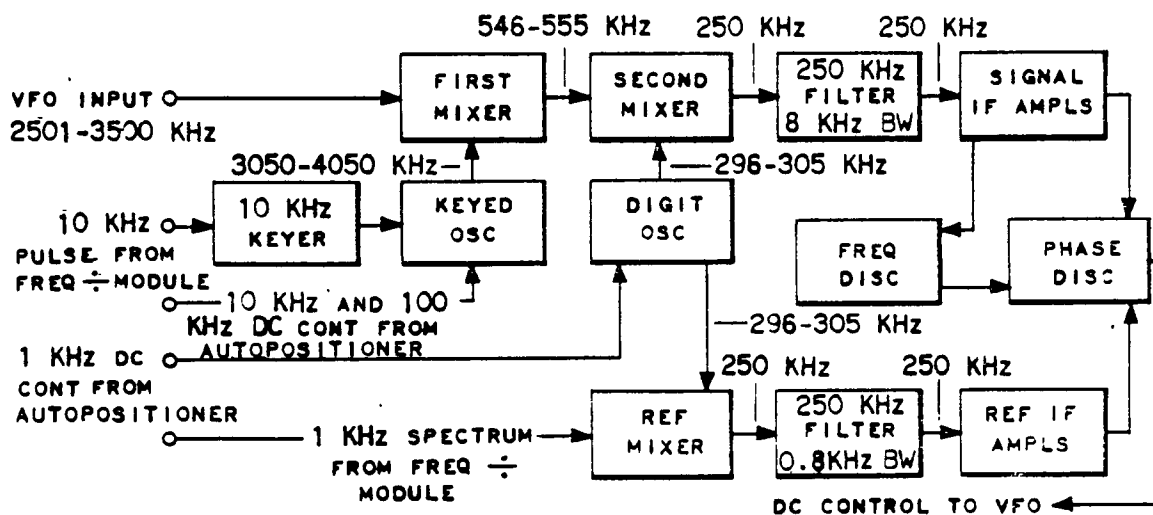 546-555 KHz
250 KHz
250 KHz
FIRST
MIXER
SECOND
MIXER
250 KHz
FILTER
8 KHz BW
SIGNAL
IF AMPLS
VFO INPUT
2501-3500 KHz
3050-4050 KHz
296-305 KHz
10 KHz
PULSE FROM
FREQ ÷ MODULE
10 KHz
KEYER
KEYED
OSC
DIGIT
OSC
FREQ
DISC
PHASE
DISC
10 KHz AND 100
KHz DC CONT FROM
AUTOPOSITIONER
296-305 KHz
1 KHz DC
CONT FROM
AUTOPOSITIONER
250 KHz
250 KHz
1 KHz SPECTRUM
FROM FREQ ÷
MODULE
REF
MIXER
250 KHz
FILTER
0.8KHz BW
REF IF
AMPLS
DC CONTROL TO VFO